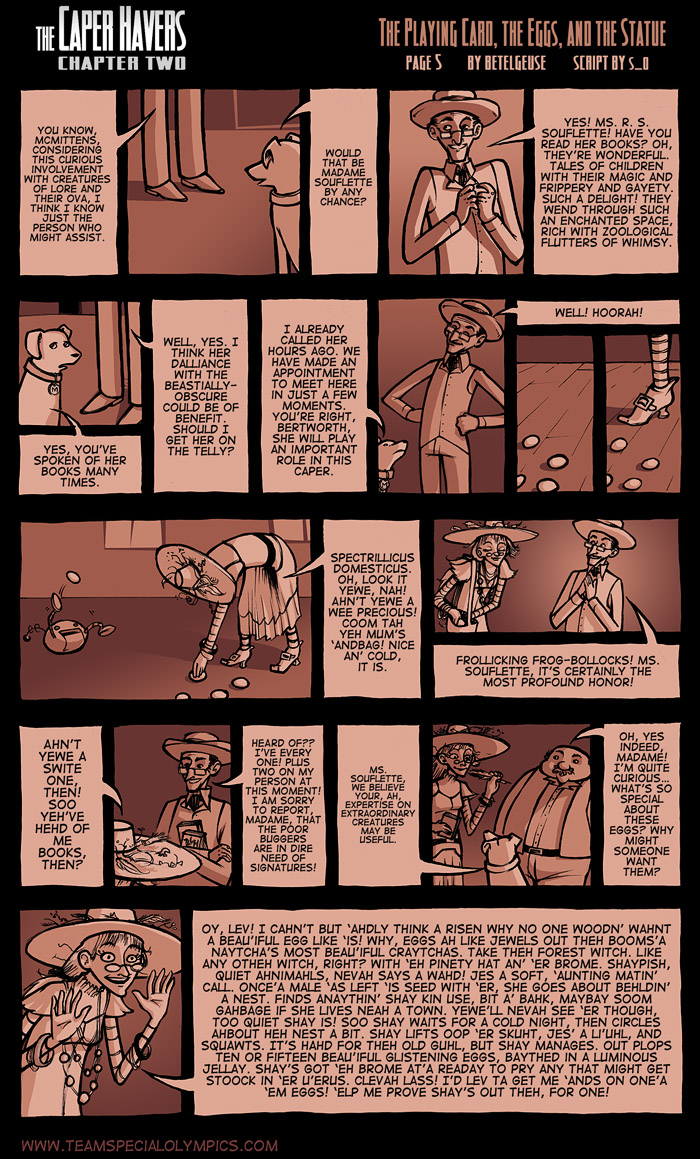 THE CAPER HAVERS
CHAPTER TWO
THE PLAYING CARD, THE EGGS, AND THE STATUE
PAGE 5 BY BETELGEUSE SCRIPT BY S_O
YOU KNOW,
MCMITTENS,
CONSIDERING
THIS CURIOUS
INVOLVEMENT
WITH CREATURES
OF LORE AND
THEIR OVA, I
THINK I KNOW
JUST THE
PERSON WHO
MIGHT ASSIST.
WOULD
THAT BE
MADAME
SOUFLETTE
BY ANY
CHANCE?
YES! MS. R. S.
SOUFLETTE! HAVE YOU
READ HER BOOKS? OH,
THEY'RE WONDERFUL.
TALES OF CHILDREN
WITH THEIR MAGIC AND
FRIPPERY AND GAYETY.
SUCH A DELIGHT! THEY
WEND THROUGH SUCH
AN ENCHANTED SPACE,
RICH WITH ZOOLOGICAL
FLUTTERS OF WHIMSY.
M
YES, YOU'VE
SPOKEN OF HER
BOOKS MANY
TIMES.
WELL, YES. I
THINK HER
DALLIANCE
WITH THE
BEASTIALLY-
OBSCURE
COULD BE OF
BENEFIT.
SHOULD I
GET HER ON
THE TELLY?
I ALREADY
CALLED HER
HOURS AGO. WE
HAVE MADE AN
APPOINTMENT
TO MEET HERE
IN JUST A FEW
MOMENTS.
YOU'RE RIGHT,
BERTWORTH,
SHE WILL PLAY
AN IMPORTANT
ROLE IN THIS
CAPER.
WELL! HOORAH!
SPECTRILLICUS
DOMESTICUS.
OH, LOOK IT
YEWE, NAH!
AHN'T YEWE A
WEE PRECIOUS!
COOM TAH
YEH MUM'S
'ANDBAG! NICE
AN' COLD,
IT IS.
FROLLICKING FROG-BOLLOCKS! MS.
SOUFLETTE, IT'S CERTAINLY THE
MOST PROFOUND HONOR!
AHN'T
YEWE A
SWITE
ONE,
THEN!
SOO
YEH'VE
HEHD OF
ME
BOOKS,
THEN?
HEARD OF??
I'VE EVERY
ONE! PLUS
TWO ON MY
PERSON AT
THIS MOMENT!
I AM SORRY
TO REPORT,
MADAME, THAT
THE POOR
BUGGERS
ARE IN DIRE
NEED OF
SIGNATURES!
MS.
SOUFLETTE,
WE BELIEVE
YOUR, AH,
EXPERTISE ON
EXTRAORDINARY
CREATURES
MAY BE
USEFUL.
OH, YES
INDEED,
MADAME!
I'M QUITE
CURIOUS...
WHAT'S SO
SPECIAL
ABOUT
THESE
EGGS? WHY
MIGHT
SOMEONE
WANT
THEM?
OY, LEV! I CAHN'T BUT 'AHDLY THINK A RISEN WHY NO ONE WOODN' WAHNT
A BEAU'IFUL EGG LIKE 'IS! WHY, EGGS AH LIKE JEWELS OUT THEH BOOMS'A
NAYTCHA'S MOST BEAU'IFUL CRAYTCHAS. TAKE THEH FOREST WITCH. LIKE
ANY OTHEH WITCH, RIGHT? WITH 'EH PINETY HAT AN' 'ER BROME. SHAYPISH,
QUIET AHNIMAHLS, NEVAH SAYS A WAHD! JES A SOFT, 'AUNTING MATIN'
CALL. ONCE'A MALE 'AS LEFT 'IS SEED WITH 'ER, SHE GOES ABOUT BEHLDIN'
A NEST. FINDS ANAYTHIN' SHAY KIN USE, BIT A' BAHK, MAYBAY SOOM
GAHBAGE IF SHE LIVES NEAH A TOWN. YEWE'LL NEVAH SEE 'ER THOUGH,
TOO QUIET SHAY IS! SOO SHAY WAITS FOR A COLD NIGHT, THEN CIRCLES
AHBOUT HEH NEST A BIT. SHAY LIFTS OOP 'ER SKUHT, JES' A LI'UHL, AND
SQUAWTS. IT'S HAHD FOR THEH OLD GUHL, BUT SHAY MANAGES. OUT PLOPS
TEN OR FIFTEEN BEAU'IFUL GLISTENING EGGS, BAYTHED IN A LUMINOUS
JELLAY. SHAY'S GOT 'EH BROME AT'A READAY TO PRY ANY THAT MIGHT GET
STOOCK IN 'ER U'ERUS. CLEVAH LASS! I'D LEV TA GET ME 'ANDS ON ONE'A
'EM EGGS! 'ELP ME PROVE SHAY'S OUT THEH, FOR ONE!
WWW.TEAMSPECIALOLYMPICS.COM